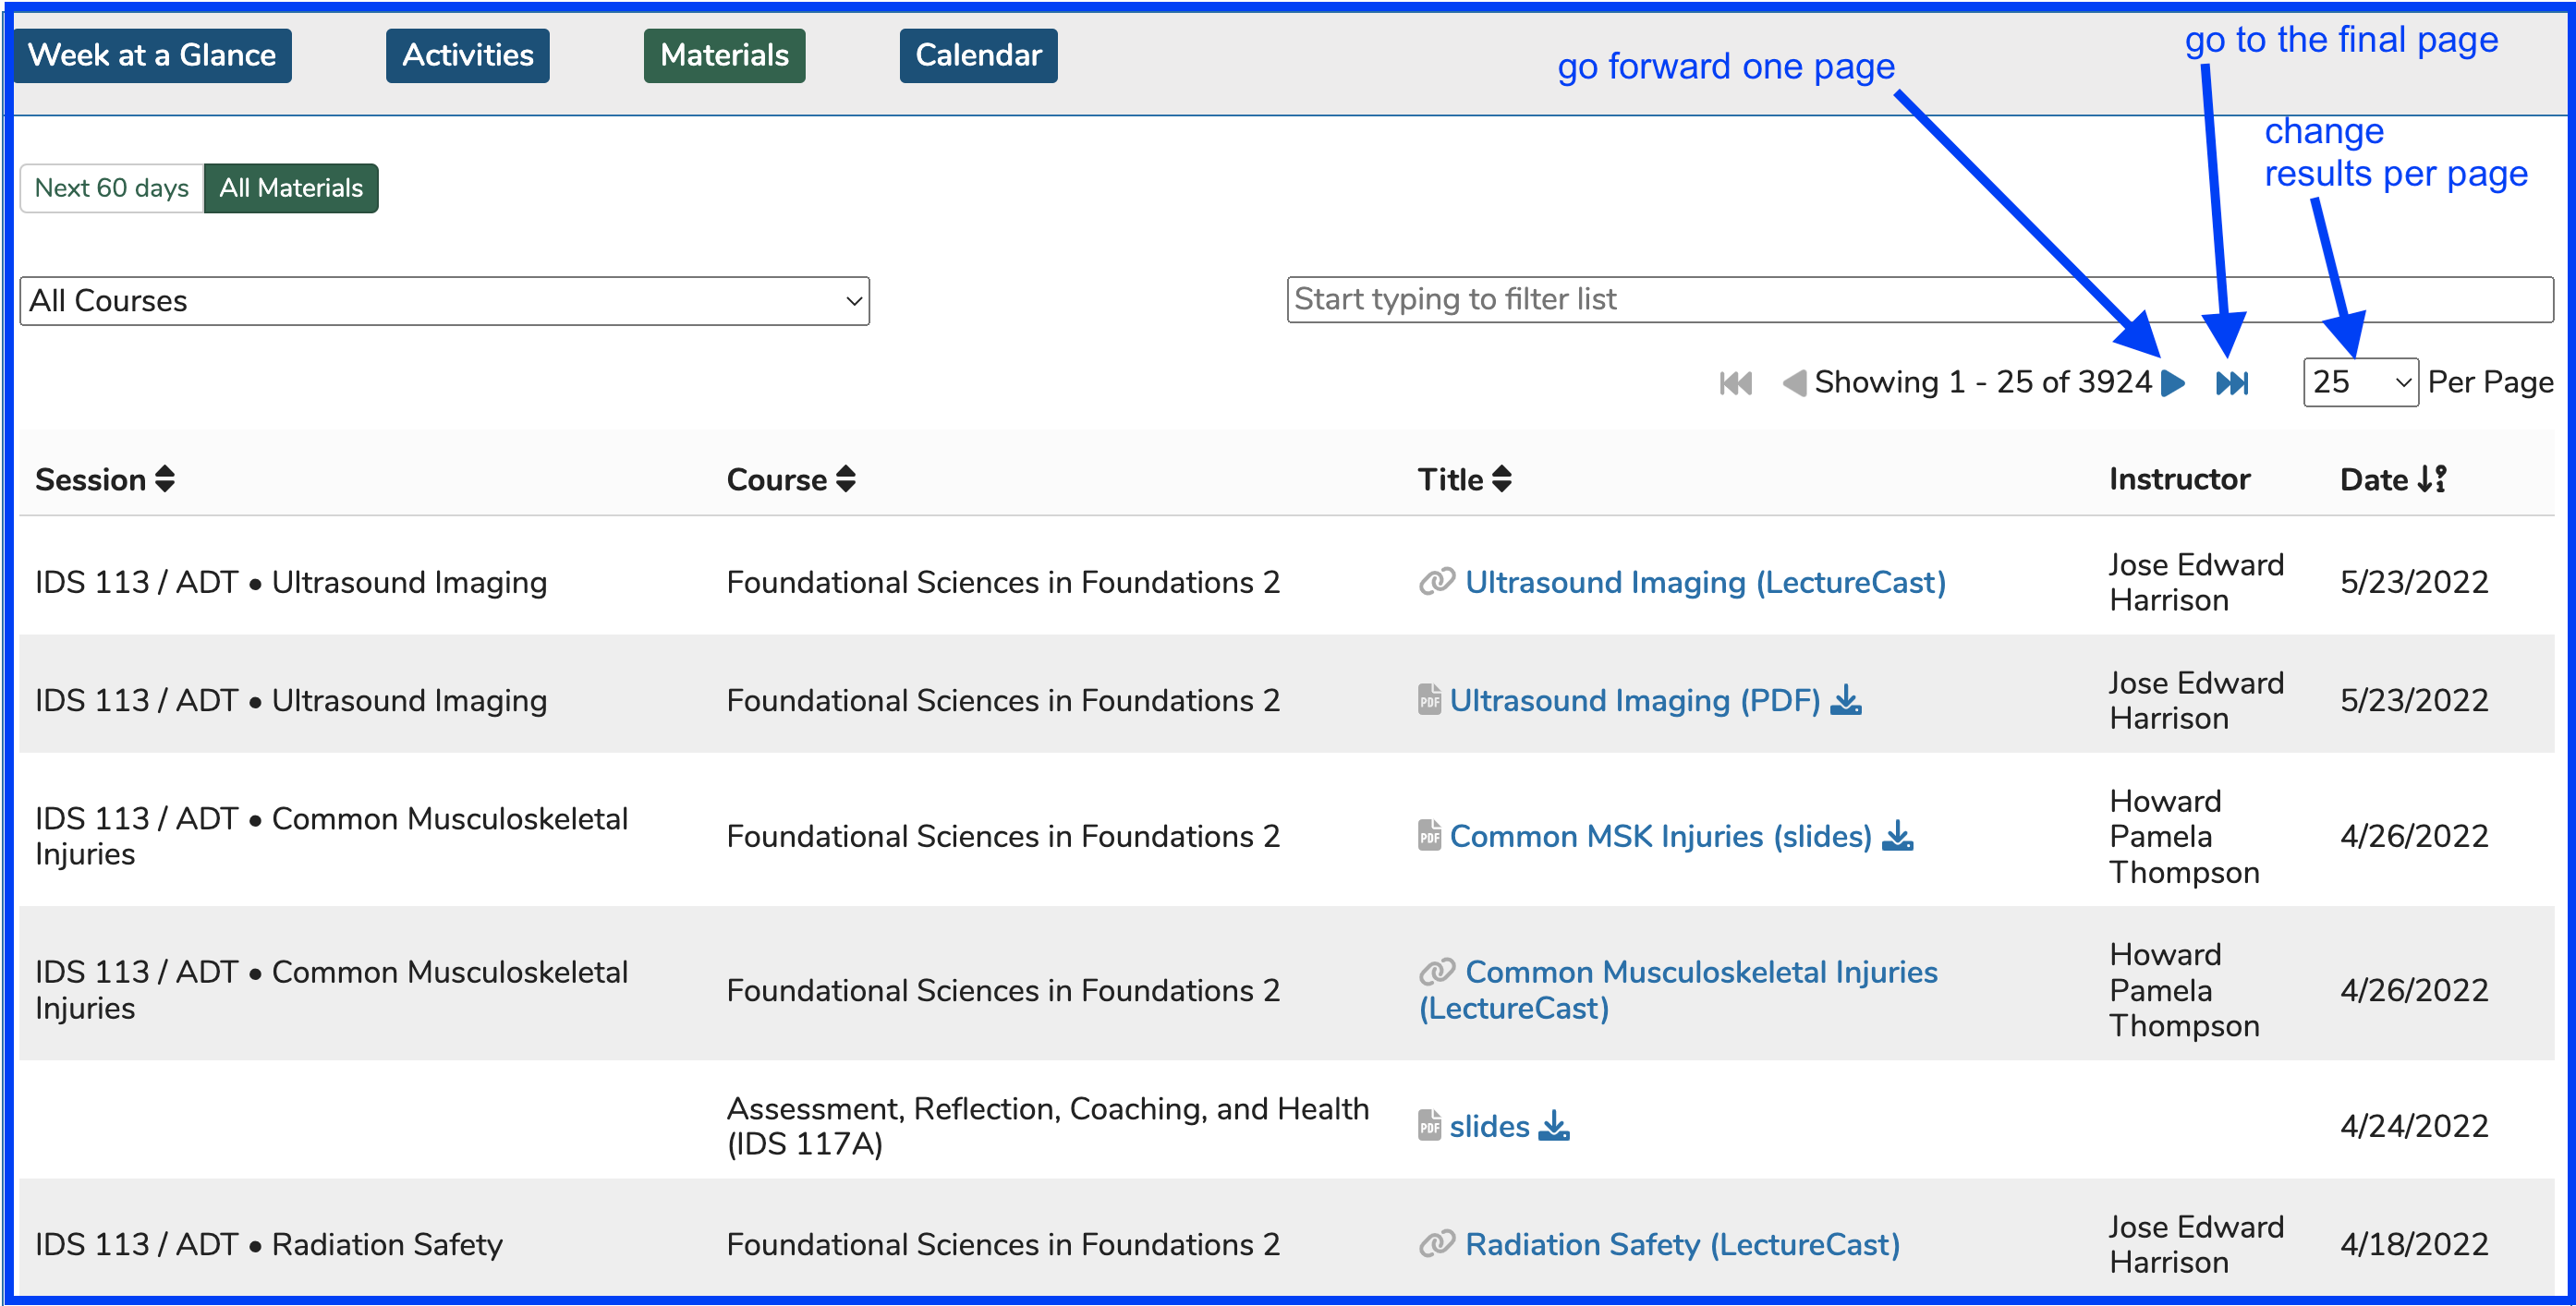 Week at a Glance Activities Materials Calendar
go forward one page
go to the final page
change
results per page
Next 60 days All Materials
All Courses
Start typing to filter list
Showing 1 - 25 of 3924 25 Per Page
Session Course Title Instructor Date
IDS 113 / ADT • Ultrasound Imaging Foundational Sciences in Foundations 2 Ultrasound Imaging (LectureCast) Jose Edward 5/23/2022
Harrison
IDS 113 / ADT • Ultrasound Imaging Foundational Sciences in Foundations 2 PDF Ultrasound Imaging (PDF) Jose Edward 5/23/2022
Harrison
IDS 113 / ADT • Common Musculoskeletal
Injuries
Foundational Sciences in Foundations 2
PDF Common MSK Injuries (slides)
Howard
Pamela
Thompson
4/26/2022
IDS 113 / ADT • Common Musculoskeletal
Injuries
Foundational Sciences in Foundations 2
Common Musculoskeletal Injuries
(LectureCast)
Howard
Pamela
Thompson
4/26/2022
Assessment, Reflection, Coaching, and Health
(IDS 117A)
PDF slides
4/24/2022
IDS 113 / ADT • Radiation Safety Foundational Sciences in Foundations 2 Radiation Safety (LectureCast) Jose Edward 4/18/2022
Harrison